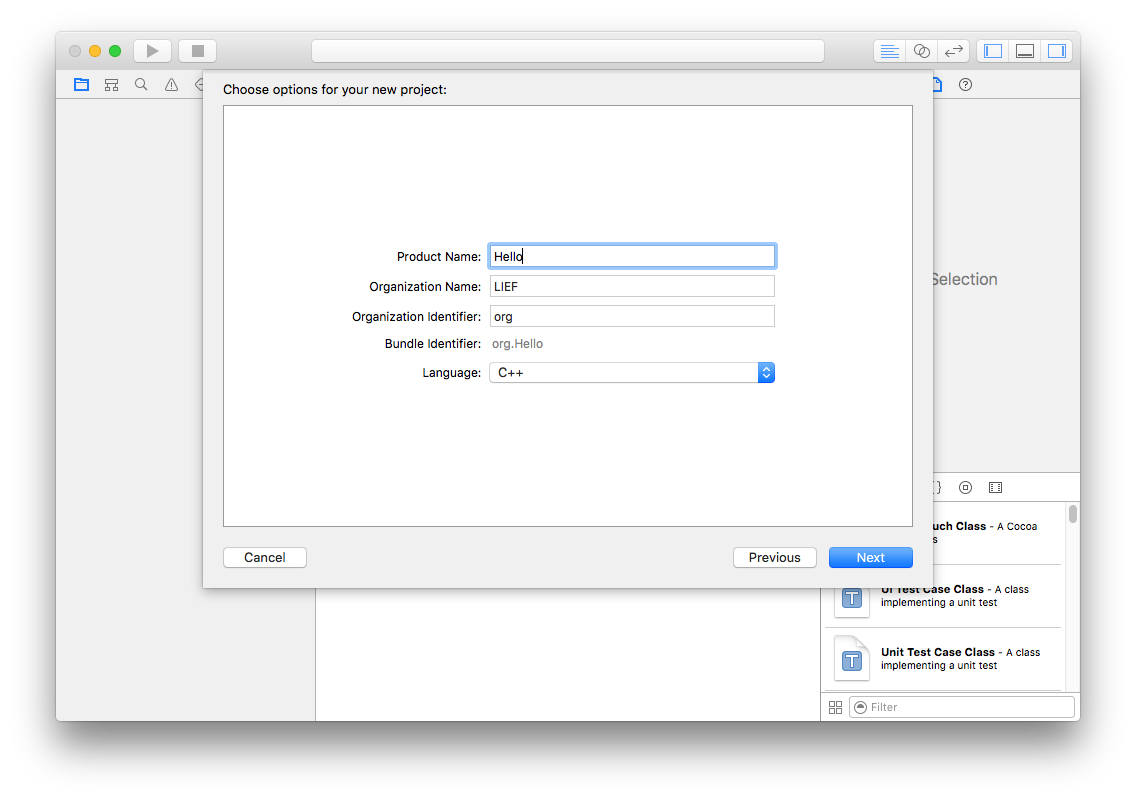 Choose options for your new project:
Product Name: Hello
Organization Name: LIEF
Organization Identifier: org
Bundle Identifier: org.Hello
Language: C++
Cancel
Previous
Next
Selection
uch Class - A Cocoa
s
UI Test Case Class - A class
implementing a unit test
Unit Test Case Class - A class
implementing a unit test
Filter